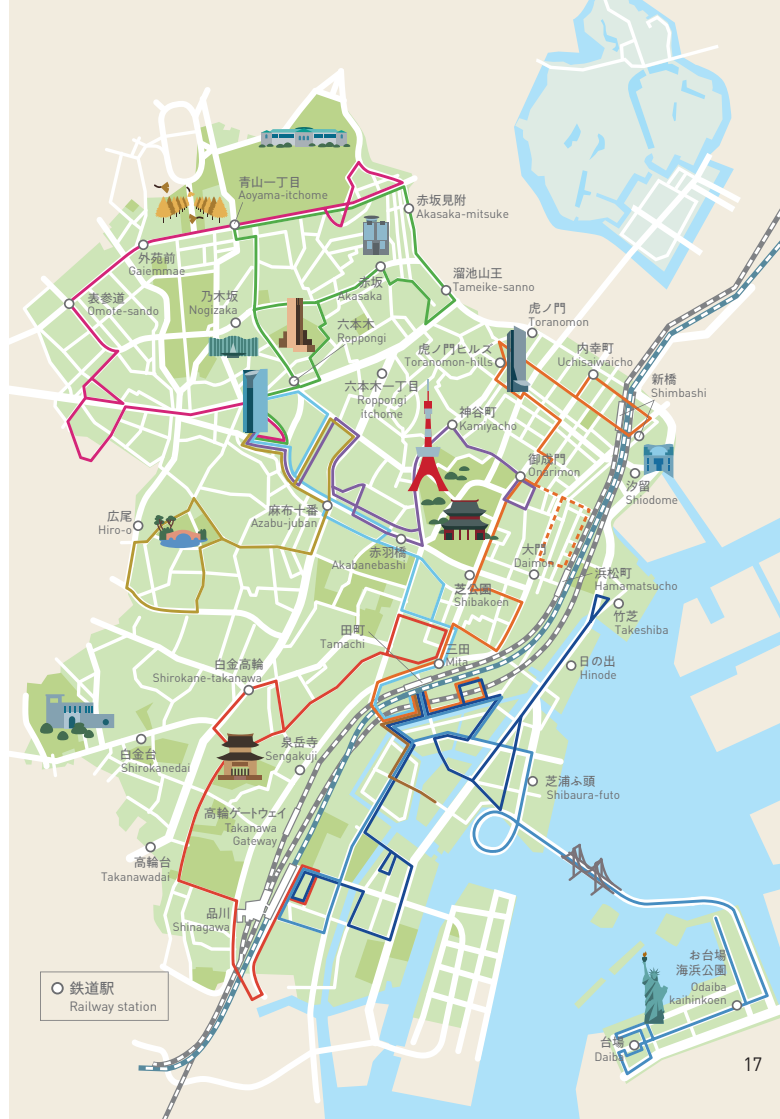 青山一丁目
Aoyama-itchome
赤坂見附
Akasaka-mitsuke
外苑前
Gaiemmae
赤坂
Akasaka
溜池山王
Tameike-sanno
表参道
Omote-sando
乃木坂
Nogizaka
六本木
Roppongi
虎ノ門
Toranomon
虎ノ門ヒルズ
Toranomon-hills
内幸町
Uchisaiwaicho
六本木一丁目
Roppongi
itchome
新橋
Shimbashi
神谷町
Kamiyacho
御成門
Onarimon
汐留
Shiodome
広尾
Hiro-o
麻布十番
Azabu-juban
赤羽橋
Akabanebashi
大門
Daimon
浜松町
Hamamatsucho
芝公園
Shibakoen
竹芝
Takeshiba
田町
Tamachi
三田
Mita
日の出
Hinode
白金高輪
Shirokane-takanawa
白金台
Shirokanedai
泉岳寺
Sengakuji
芝浦ふ頭
Shibaura-futo
高輪ゲートウェイ
Takanawa
Gateway
高輪台
Takanawadai
品川
Shinagawa
お台場
海浜公園
Odaiba
kaihinkoen
台場
Daiba
鉄道駅
Railway station
17